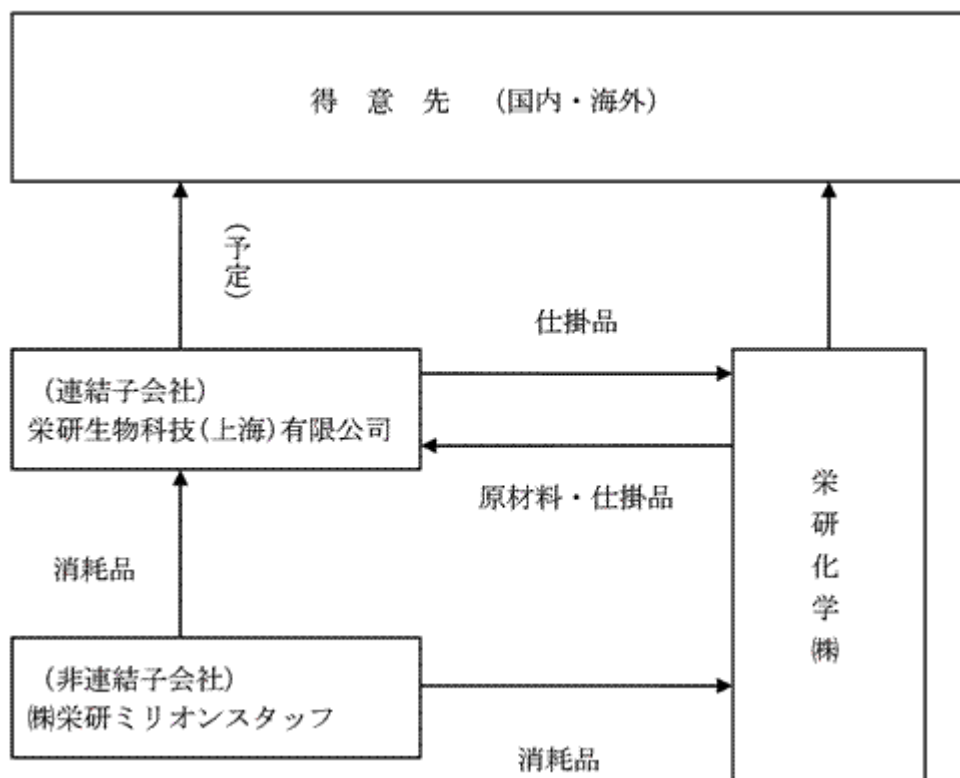 得 意 先 （国内・海外）
（予定）
仕掛品
（連結子会社）
栄研生物科技（上海）有限公司
原材料・仕掛品
栄研化学㈱
消耗品
（非連結子会社）
㈱栄研ミリオンスタッフ
消耗品